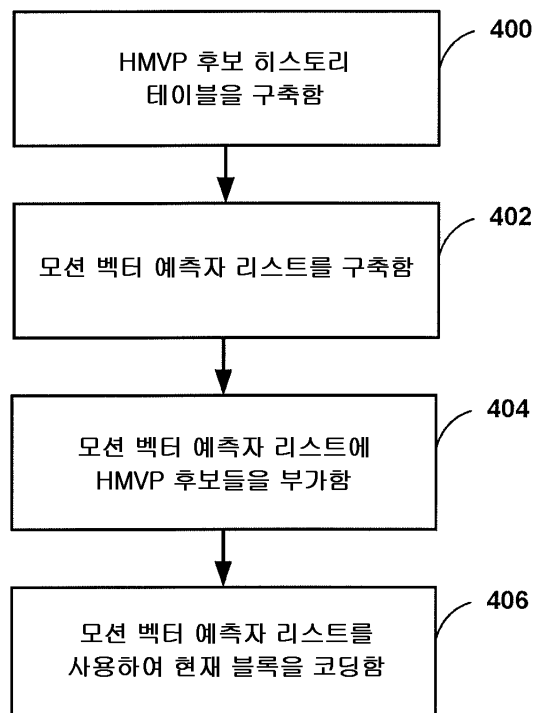 400
HMVP 후보 히스토리
테이블을 구축함
402
모션 벡터 예측자 리스트를 구축함
404
모션 벡터 예측자 리스트에
HMVP 후보들을 부가함
406
모션 벡터 예측자 리스트를
사용하여 현재 블록을 코딩함